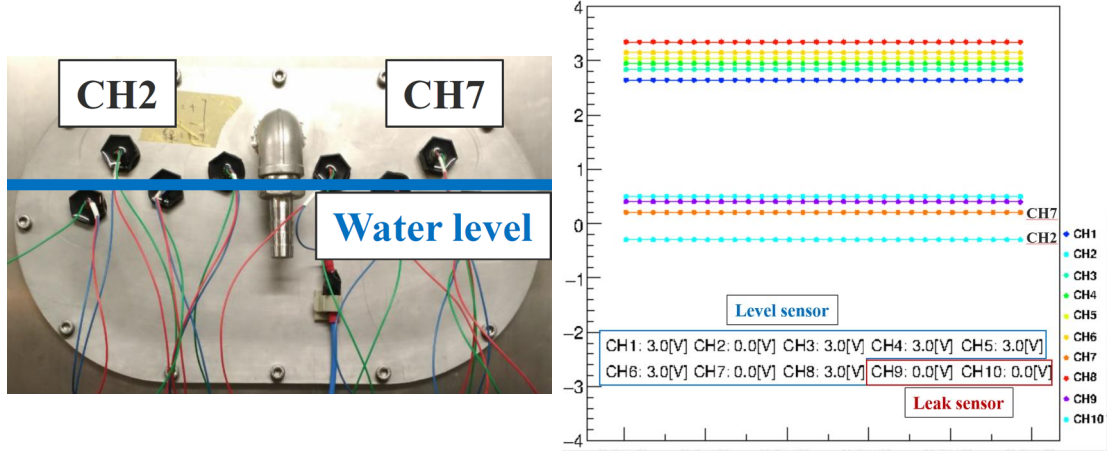 CH2
CH7
Water level
4
3
2
1
0
−1
−2
−3
−4
CH7
CH2
Level sensor
CH1: 3.0[V] CH2: 0.0[V] CH3: 3.0[V] CH4: 3.0[V] CH5: 3.0[V]
CH6: 3.0[V] CH7: 0.0[V] CH8: 3.0[V] CH9: 0.0[V] CH10: 0.0[V]
Leak sensor
CH1
CH2
CH3
CH4
CH5
CH6
CH7
CH8
CH9
CH10